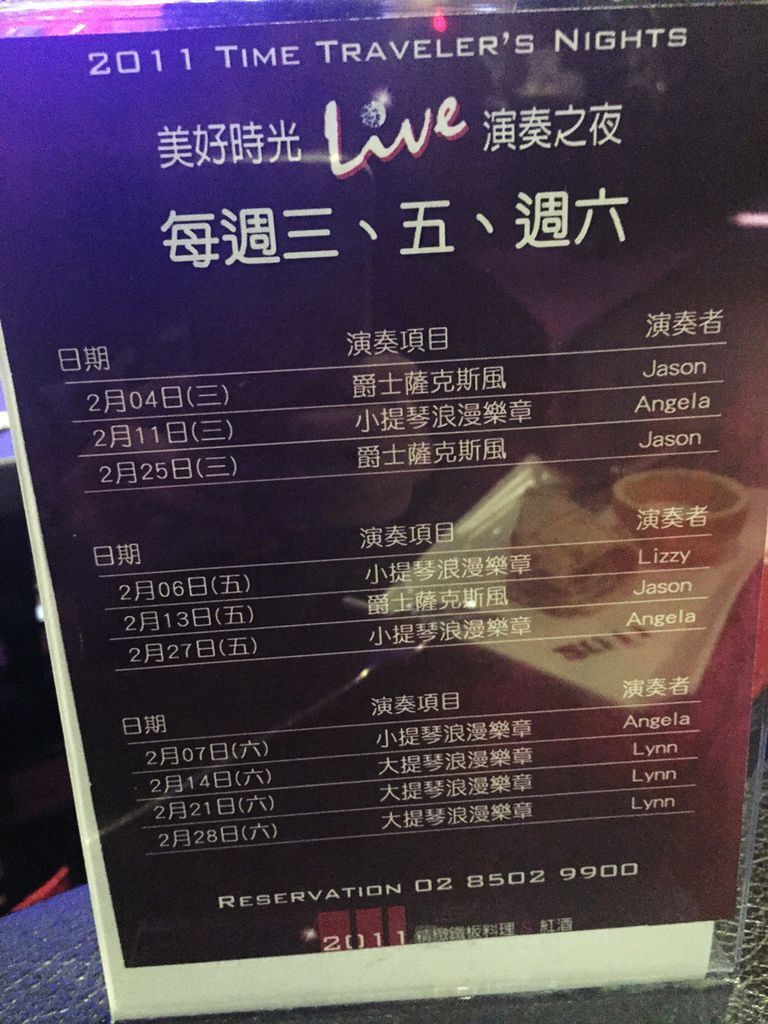 2011 TIME TRAVELER'S NIGHTS
美好時光 Live 演奏之夜
每週三、五、週六
日期 演奏項目 演奏者
2月04日(三) 爵士薩克斯風 Jason
2月11日(三) 小提琴浪漫樂章 Angela
2月25日(三) 爵士薩克斯風 Jason
日期 演奏項目 演奏者
2月06日(五) 小提琴浪漫樂章 Lizzy
2月13日(五) 爵士薩克斯風 Jason
2月27日(五) 小提琴浪漫樂章 Angela
日期 演奏項目 演奏者
2月07日(六) 小提琴浪漫樂章 Angela
2月14日(六) 大提琴浪漫樂章 Lynn
2月21日(六) 大提琴浪漫樂章 Lynn
2月28日(六) 大提琴浪漫樂章 Lynn
RESERVATION 02 8502 9900
2011 精緻鐵板料理 & 紅酒